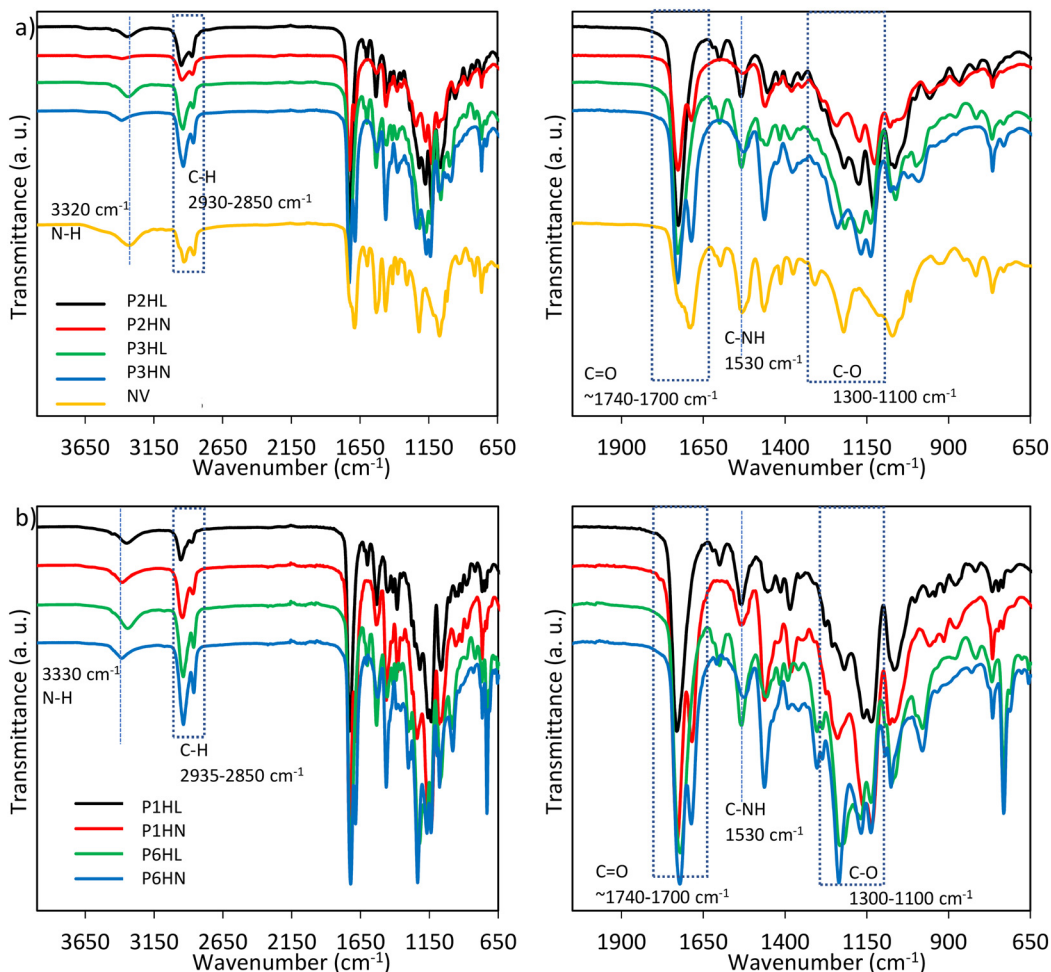 a)
Transmittance (a. u.)
3320 cm-1
N-H
C-H
2930-2850 cm-1
P2HL
P2HN
P3HL
P3HN
NV
3650 3150 2650 2150 1650 1150 650
Wavenumber (cm-1)
Transmittance (a. u.)
C=O
~1740-1700 cm-1
C-NH
1530 cm-1
C-O
1300-1100 cm-1
1900 1650 1400 1150 900 650
Wavenumber (cm-1)
b)
Transmittance (a. u.)
3330 cm-1
N-H
C-H
2935-2850 cm-1
P1HL
P1HN
P6HL
P6HN
3650 3150 2650 2150 1650 1150 650
Wavenumber (cm-1)
Transmittance (a. u.)
C=O
~1740-1700 cm-1
C-NH
1530 cm-1
C-O
1300-1100 cm-1
1900 1650 1400 1150 900 650
Wavenumber (cm-1)